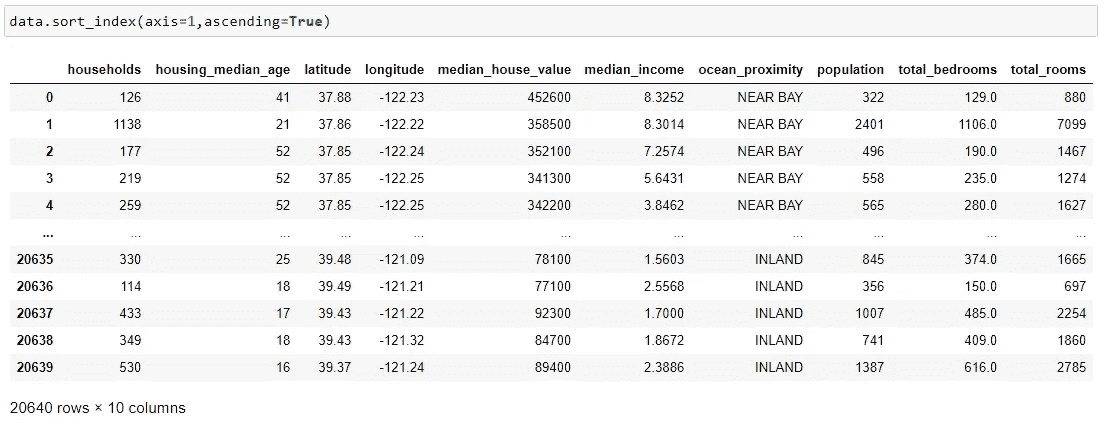 data.sort_index(axis=1,ascending=True)
households housing_median_age latitude longitude median_house_value median_income ocean_proximity population total_bedrooms total_rooms
0 126 41 37.88 -122.23 452600 8.3252 NEAR BAY 322 129.0 880
1 1138 21 37.86 -122.22 358500 8.3014 NEAR BAY 2401 1106.0 7099
2 177 52 37.85 -122.24 352100 7.2574 NEAR BAY 496 190.0 1467
3 219 52 37.85 -122.25 341300 5.6431 NEAR BAY 558 235.0 1274
4 259 52 37.85 -122.25 342200 3.8462 NEAR BAY 565 280.0 1627
... ... ... ... ... ... ... ... ... ... ...
20635 330 25 39.48 -121.09 78100 1.5603 INLAND 845 374.0 1665
20636 114 18 39.49 -121.21 77100 2.5568 INLAND 356 150.0 697
20637 433 17 39.43 -121.22 92300 1.7000 INLAND 1007 485.0 2254
20638 349 18 39.43 -121.32 84700 1.8672 INLAND 741 409.0 1860
20639 530 16 39.37 -121.24 89400 2.3886 INLAND 1387 616.0 2785
20640 rows × 10 columns